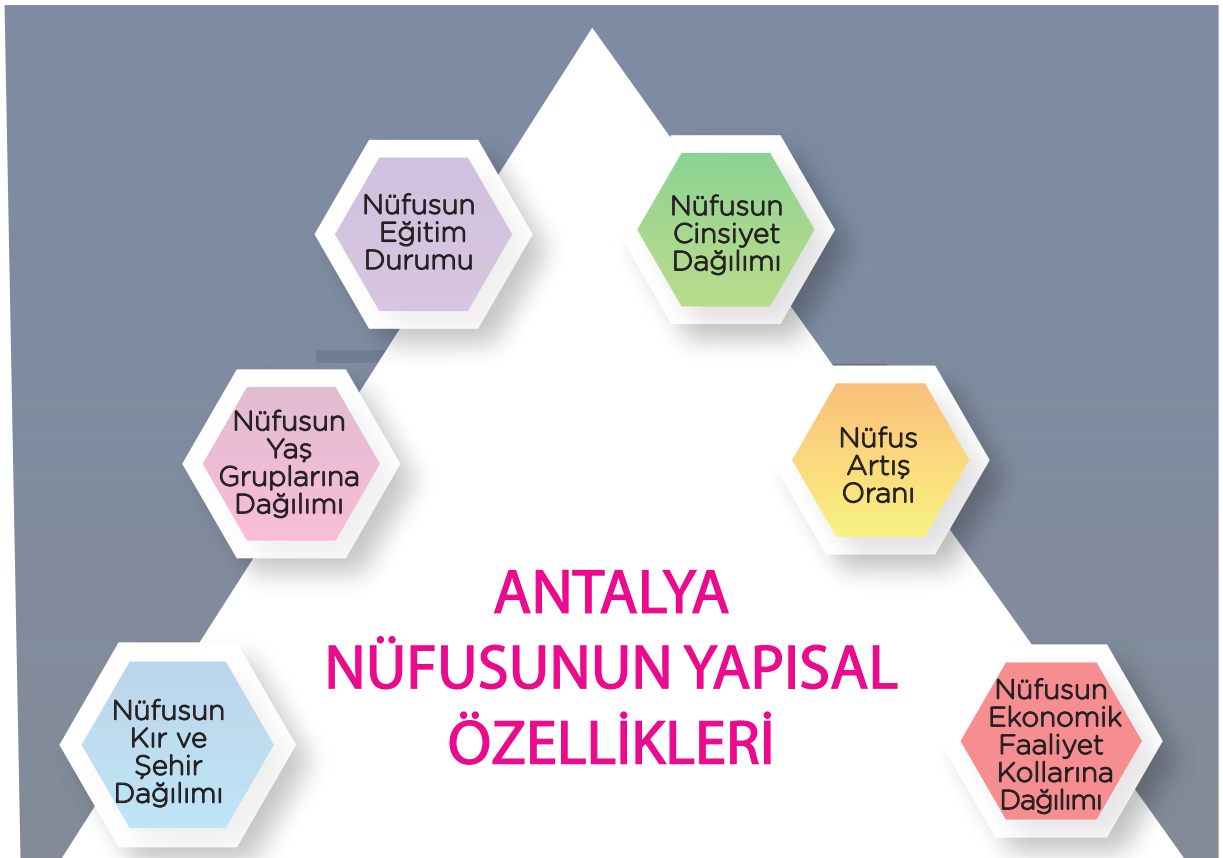 Nüfusun
Eğitim
Durumu
Nüfusun
Cinsiyet
Dağılımı
Nüfusun
Yaş
Gruplarına
Dağılımı
Nüfus
Artış
Oranı
ANTALYA
NÜFUSUNUN YAPISAL
ÖZELLİKLERİ
Nüfusun
Kır ve
Şehir
Dağılımı
Nüfusun
Ekonomik
Faaliyet
Kollarına
Dağılımı